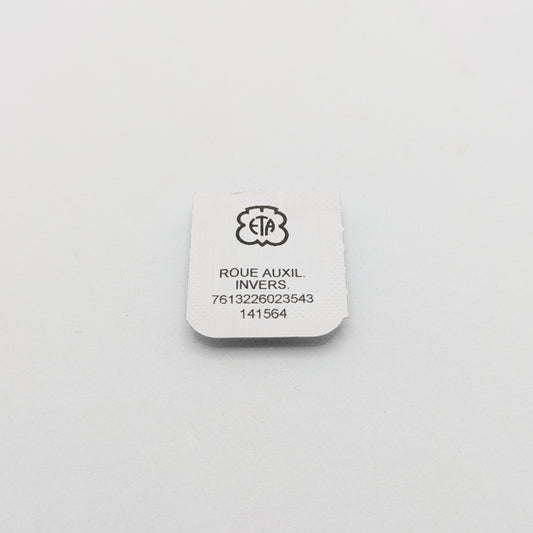 ETA
ROUE AUXIL.
INVERS.
7613226023543
141564